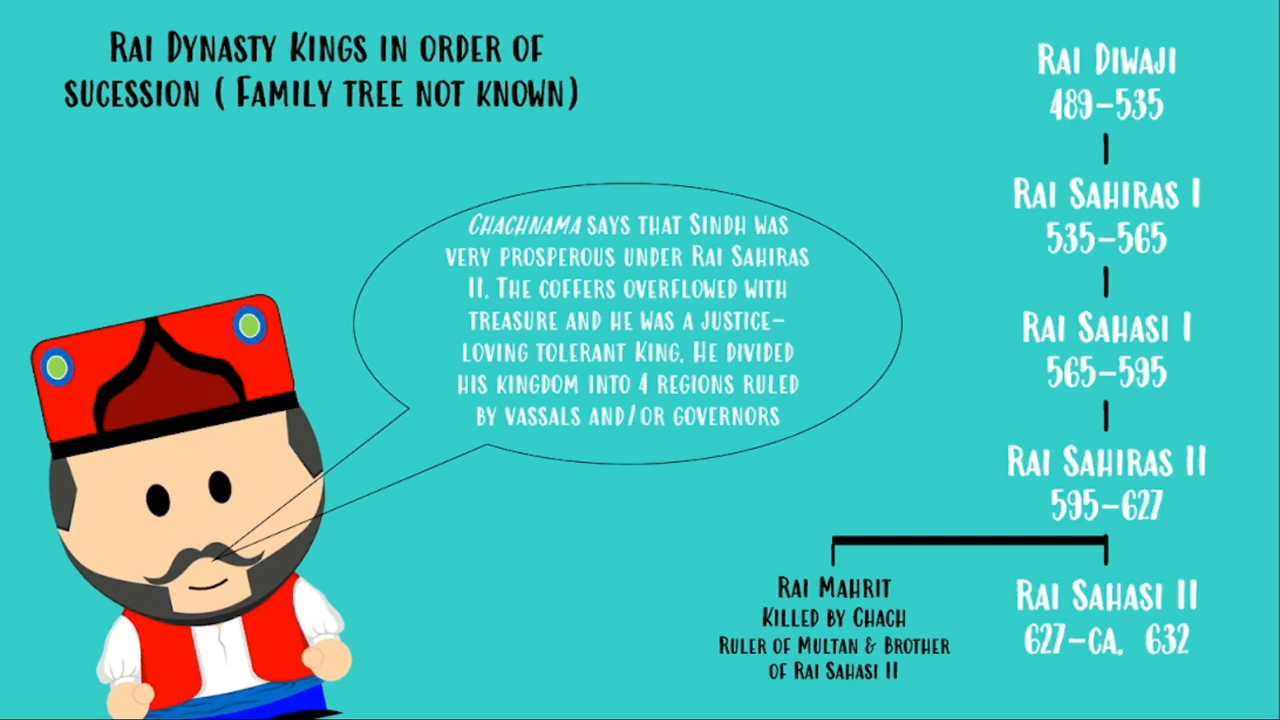 Rai Dynasty Kings in order of
sucession ( Family tree not known)
Chachnama says that Sindh was
very prosperous under Rai Sahiras
II. The coffers overflowed with
treasure and he was a justice-
loving tolerant King. He divided
his kingdom into 4 regions ruled
by vassals and/or governors
Rai Diwaji
489-535
Rai Sahiras I
535-565
Rai Sahasi I
565-595
Rai Sahiras II
595-627
Rai Mahrit
Killed by Chach
Ruler of Multan & Brother
of Rai Sahasi II
Rai Sahasi II
627-ca. 632